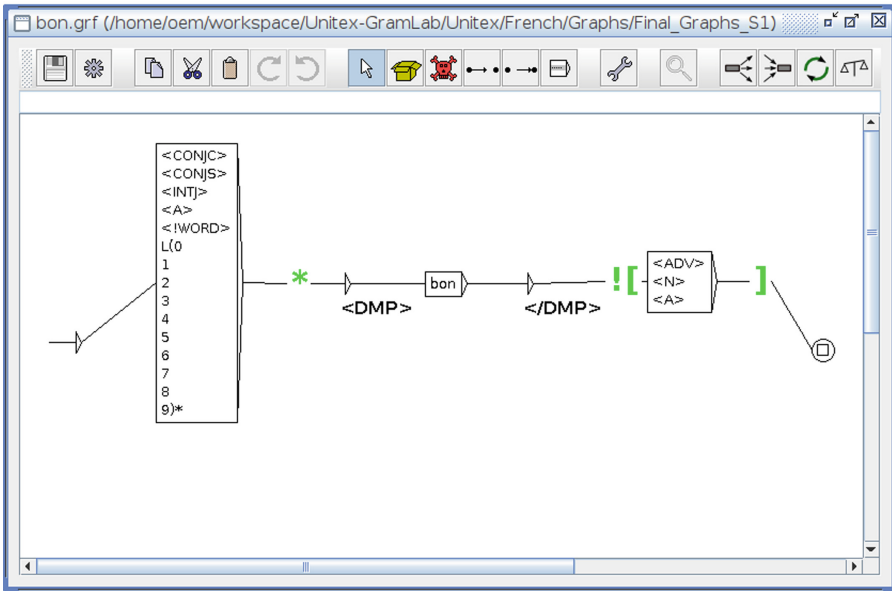 bon.grf (/home/oem/workspace/Unitex-GramLab/Unitex/French/Graphs/Final_Graphs_S1)
<CONJC>
<CONJS>
<INTJ>
<A>
<!WORD>
L(0
1
2
3
4
5
6
7
8
9)*
*
<DMP>
bon
</DMP>
![
<ADV>
<N>
<A>
]